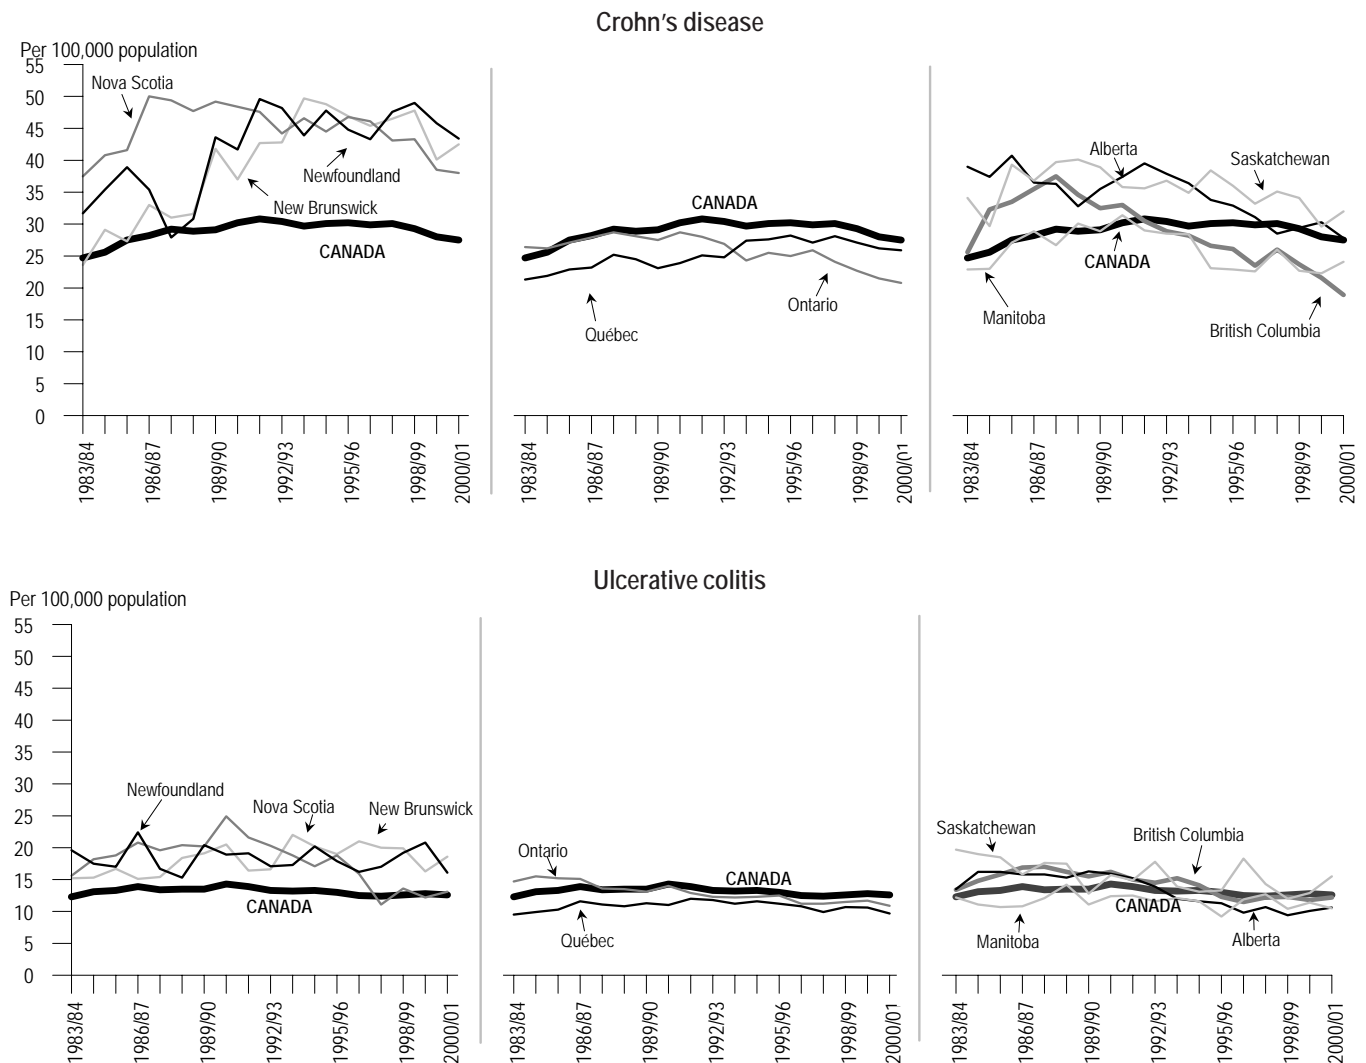 Crohn's disease
Per 100,000 population
55
50
45
40
35
30
25
20
15
10
5
0
Nova Scotia
Newfoundland
New Brunswick
CANADA
1983/84
1986/87
1989/90
1992/93
1995/96
1998/99
2000/01
CANADA
Ontario
Québec
1983/84
1986/87
1989/90
1992/93
1995/96
1998/99
2000/01
Alberta
Saskatchewan
CANADA
Manitoba
British Columbia
1983/84
1986/87
1989/90
1992/93
1995/96
1998/99
2000/01
Ulcerative colitis
Per 100,000 population
55
50
45
40
35
30
25
20
15
10
5
0
Newfoundland
Nova Scotia
New Brunswick
CANADA
1983/84
1986/87
1989/90
1992/93
1995/96
1998/99
2000/01
Ontario
CANADA
Québec
1983/84
1986/87
1989/90
1992/93
1995/96
1998/99
2000/01
Saskatchewan
British Columbia
CANADA
Manitoba
Alberta
1983/84
1986/87
1989/90
1992/93
1995/96
1998/99
2000/01